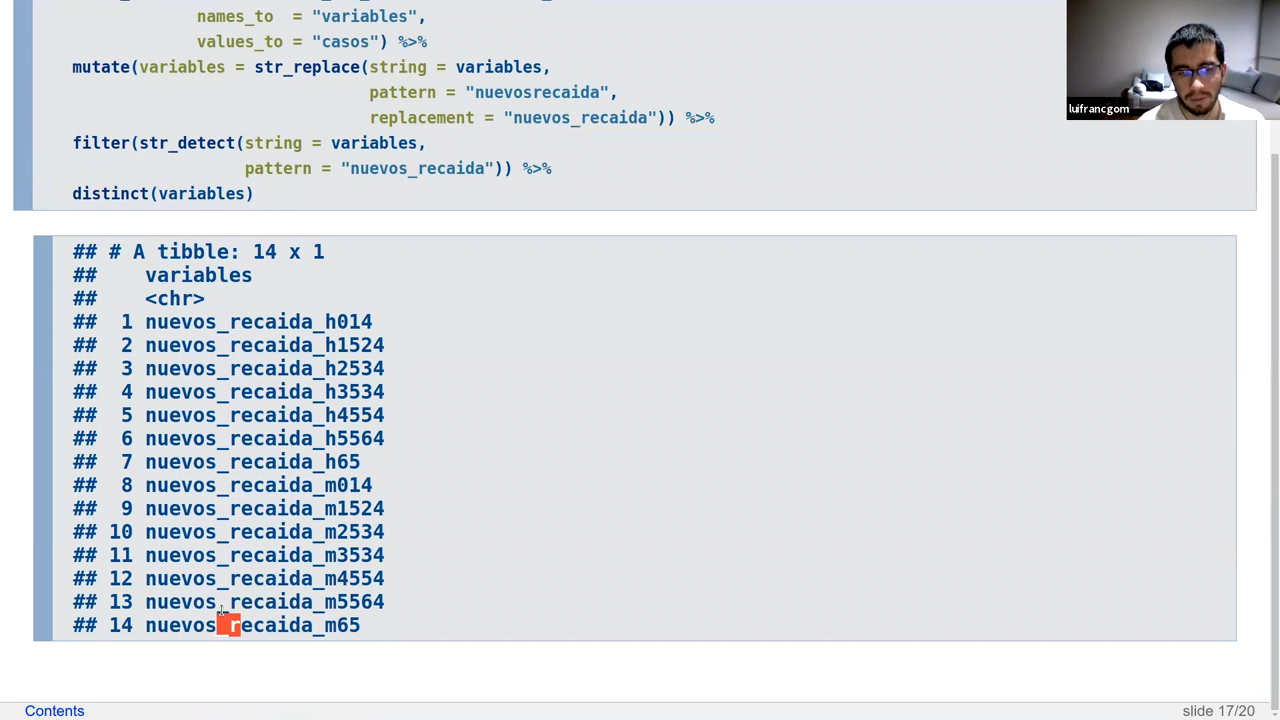 names_to  = "variables",
values_to = "casos") %>%
mutate(variables = str_replace(string = variables,
pattern = "nuevosrecaida",
replacement = "nuevos_recaida")) %>%
filter(str_detect(string = variables,
pattern = "nuevos_recaida")) %>%
distinct(variables)
luifrancgom
## # A tibble: 14 x 1
##    variables
##    <chr>
##  1 nuevos_recaida_h014
##  2 nuevos_recaida_h1524
##  3 nuevos_recaida_h2534
##  4 nuevos_recaida_h3534
##  5 nuevos_recaida_h4554
##  6 nuevos_recaida_h5564
##  7 nuevos_recaida_h65
##  8 nuevos_recaida_m014
##  9 nuevos_recaida_m1524
## 10 nuevos_recaida_m2534
## 11 nuevos_recaida_m3534
## 12 nuevos_recaida_m4554
## 13 nuevos_recaida_m5564
## 14 nuevos_recaida_m65
Contents
slide 17/20